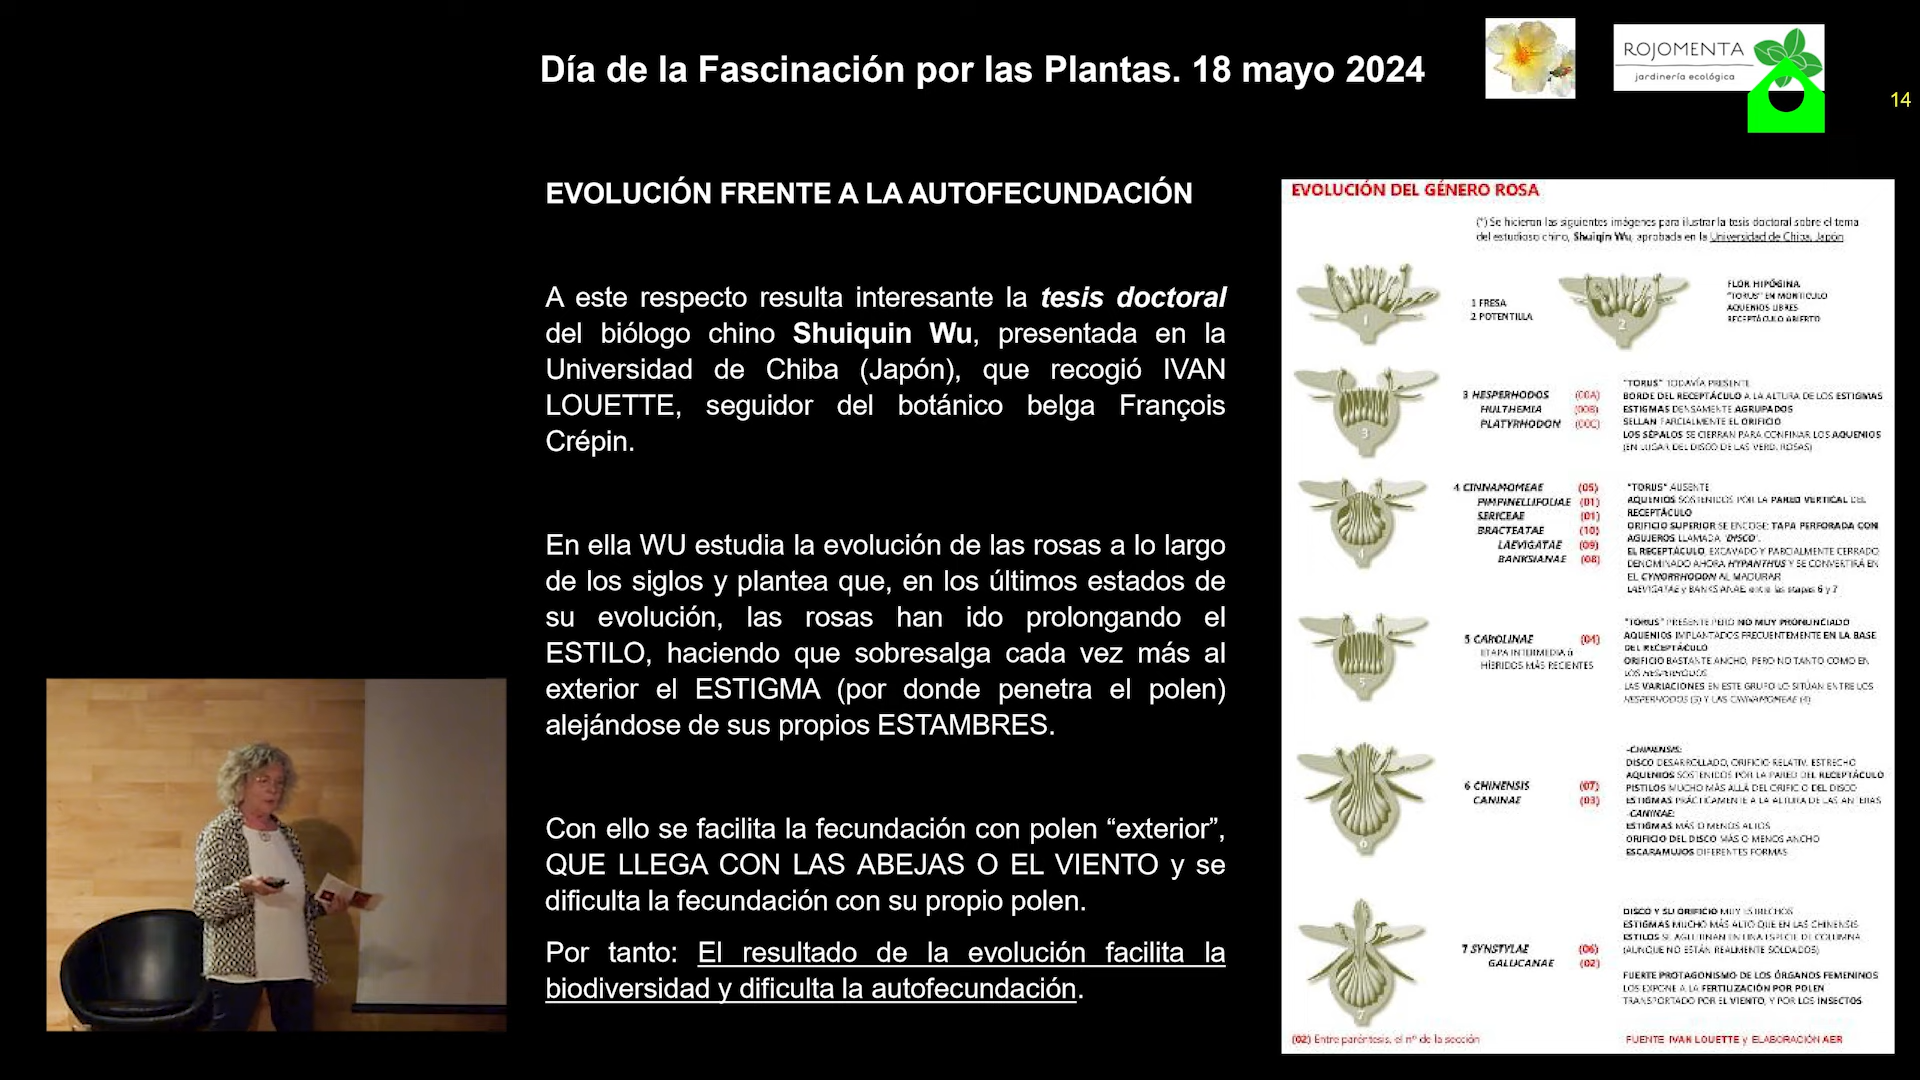 Día de la Fascinación por las Plantas. 18 mayo 2024
ROJOMENTA
jardinería ecológica
14
EVOLUCIÓN FRENTE A LA AUTOFECUNDACIÓN
A este respecto resulta interesante la tesis doctoral
del biólogo chino Shuiquin Wu, presentada en la
Universidad de Chiba (Japón), que recogió IVAN
LOUETTE, seguidor del botánico belga François
Crépin.
En ella WU estudia la evolución de las rosas a lo largo
de los siglos y plantea que, en los últimos estados de
su evolución, las rosas han ido prolongando el
ESTILO, haciendo que sobresalga cada vez más al
exterior el ESTIGMA (por donde penetra el polen)
alejándose de sus propios ESTAMBRES.
Con ello se facilita la fecundación con polen “exterior”,
QUE LLEGA CON LAS ABEJAS O EL VIENTO y se
dificulta la fecundación con su propio polen.
Por tanto: El resultado de la evolución facilita la
biodiversidad y dificulta la autofecundación.
EVOLUCIÓN DEL GÉNERO ROSA
(*) Se hicieron las siguientes imágenes para ilustrar la tesis doctoral sobre el tema
del estudioso chino, Shuiqin Wu, aprobada en la Universidad de Chiba, Japón
1
1 FRESA
2 POTENTILLA
2
FLOR HIPÓGINA
"TORUS" EN MONTÍCULO
AQUENIOS LIBRES
RECEPTÁCULO ABIERTO
3
3 HESPERHODOS (00A)
HULTHEMIA (00B)
PLATYRHODON (00C)
"TORUS" TODAVÍA PRESENTE
BORDE DEL RECEPTÁCULO A LA ALTURA DE LOS ESTIGMAS
ESTIGMAS DENSAMENTE AGRUPADOS
SELLAN PARCIALMENTE EL ORIFICIO
LOS SÉPALOS SE CIERRAN PARA CONFINAR LOS AQUENIOS
(EN LUGAR DEL DISCO DE LAS VERD. ROSAS)
4
4 CINNAMOMEAE (05)
PIMPINELLIFOLIAE (01)
SERICEAE (01)
BRACTEATAE (10)
LAEVIGATAE (09)
BANKSIANAE (08)
"TORUS" AUSENTE
AQUENIOS SOSTENIDOS POR LA PARED VERTICAL DEL
RECEPTÁCULO
ORIFICIO SUPERIOR SE ENCOGE: TAPA PERFORADA CON
AGUJEROS LLAMADA "DISCO".
EL RECEPTÁCULO, EXCAVADO Y PARCIALMENTE CERRADO
DENOMINADO AHORA HYPANTHUS Y SE CONVERTIRÁ EN
EL CYNORRHODON AL MADURAR
LAEVIGATAE y BANKSIANAE, entre las etapas 6 y 7
5
5 CAROLINAE (04)
ETAPA INTERMEDIA ó
HÍBRIDOS MÁS RECIENTES
"TORUS" PRESENTE PERO NO MUY PRONUNCIADO
AQUENIOS IMPLANTADOS FRECUENTEMENTE EN LA BASE
DEL RECEPTÁCULO
ORIFICIO BASTANTE ANCHO, PERO NO TANTO COMO EN
LOS HESPERHODOS
LAS VARIACIONES EN ESTE GRUPO LO SITÚAN ENTRE LOS
HESPERHODOS (3) Y LAS CINNAMOMEAE (4)
6
6 CHINENSIS (07)
CANINAE (03)
-CHINENSIS:
DISCO DESARROLLADO, ORIFICIO RELATIV. ESTRECHO
AQUENIOS SOSTENIDOS POR LA PARED DEL RECEPTÁCULO
PISTILOS MUCHO MÁS ALLÁ DEL ORIFICIO DEL DISCO
ESTIGMAS PRÁCTICAMENTE A LA ALTURA DE LAS ANTERAS
-CANINAE:
ESTIGMAS MÁS O MENOS ALTOS
ORIFICIO DEL DISCO MÁS O MENOS ANCHO
ESCARAMUJOS DIFERENTES FORMAS
7
7 SYNSTYLAE (06)
GALLICANAE (02)
DISCO Y SU ORIFICIO MUY ESTRECHOS
ESTIGMAS MUCHO MÁS ALTO QUE EN LAS CHINENSIS
ESTILOS SE AGLUTINAN EN UNA ESPECIE DE COLUMNA
(AUNQUE NO ESTÁN REALMENTE SOLDADOS)
FUERTE PROTAGONISMO DE LOS ÓRGANOS FEMENINOS
LOS EXPONE A LA FERTILIZACIÓN POR POLEN
TRANSPORTADO POR EL VIENTO, Y POR LOS INSECTOS
(02) Entre paréntesis, el nº de la sección
FUENTE IVAN LOUETTE y ELABORACIÓN AER